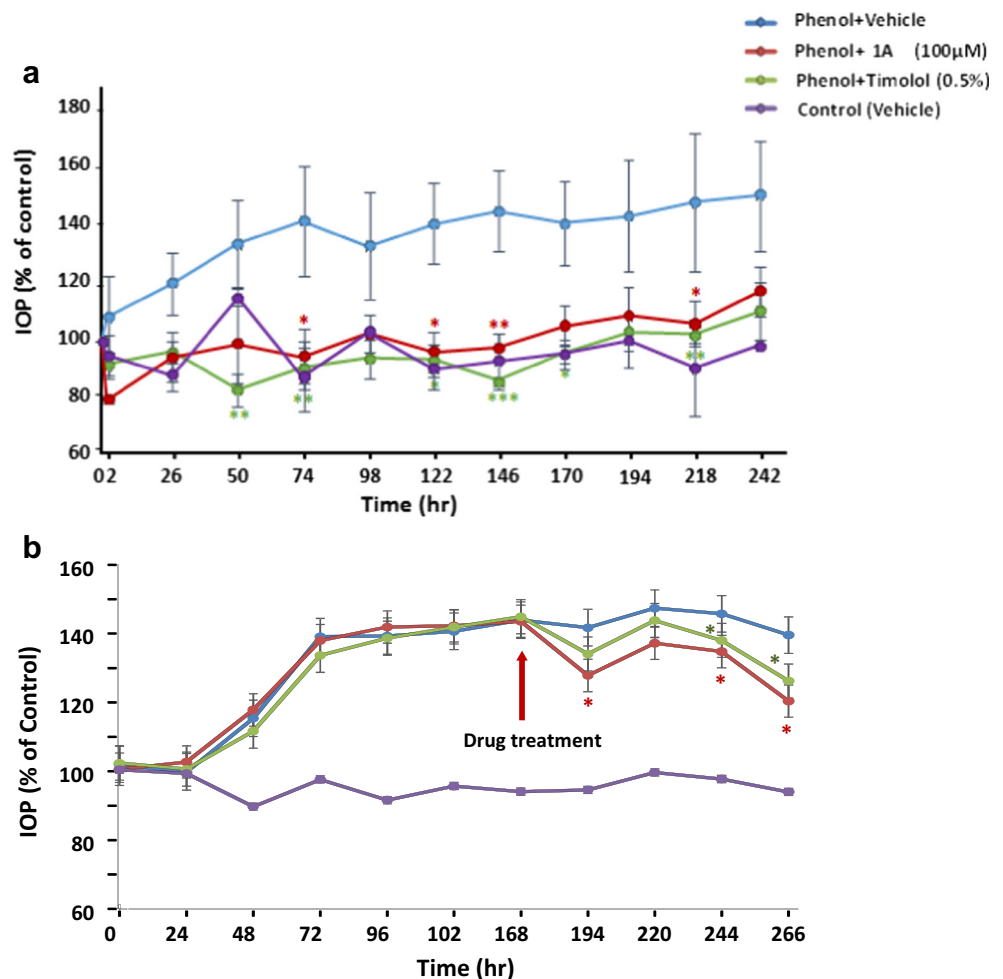 Phenol+Vehicle
Phenol+ 1A (100µM)
Phenol+Timolol (0.5%)
Control (Vehicle)
a
IOP (% of control)
180
160
140
120
100
80
60
* * ** *
** ** * *** * **
02 26 50 74 98 122 146 170 194 218 242
Time (hr)
b
IOP (% of Control)
160
140
120
100
80
60
* *
* * *
Drug treatment
0 24 48 72 96 102 168 194 220 244 266
Time (hr)